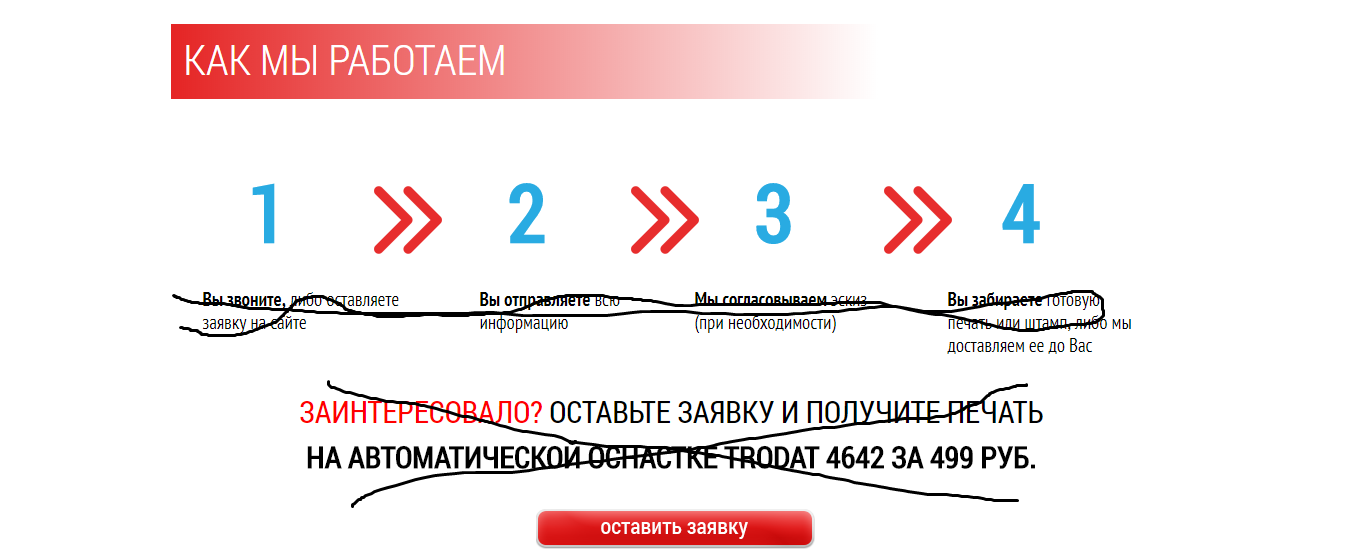 КАК МЫ РАБОТАЕМ
1 2 3 4
Вы звоните, либо оставляете
заявку на сайте
Вы отправляете всю
информацию
Мы согласовываем эскиз
(при необходимости)
Вы забираете готовую
печать или штамп, либо мы
доставляем ее до Вас
ЗАИНТЕРЕСОВАЛО? ОСТАВЬТЕ ЗАЯВКУ И ПОЛУЧИТЕ ПЕЧАТЬ
НА АВТОМАТИЧЕСКОЙ ОСНАСТКЕ TRODAT 4642 ЗА 499 РУБ.
оставить заявку